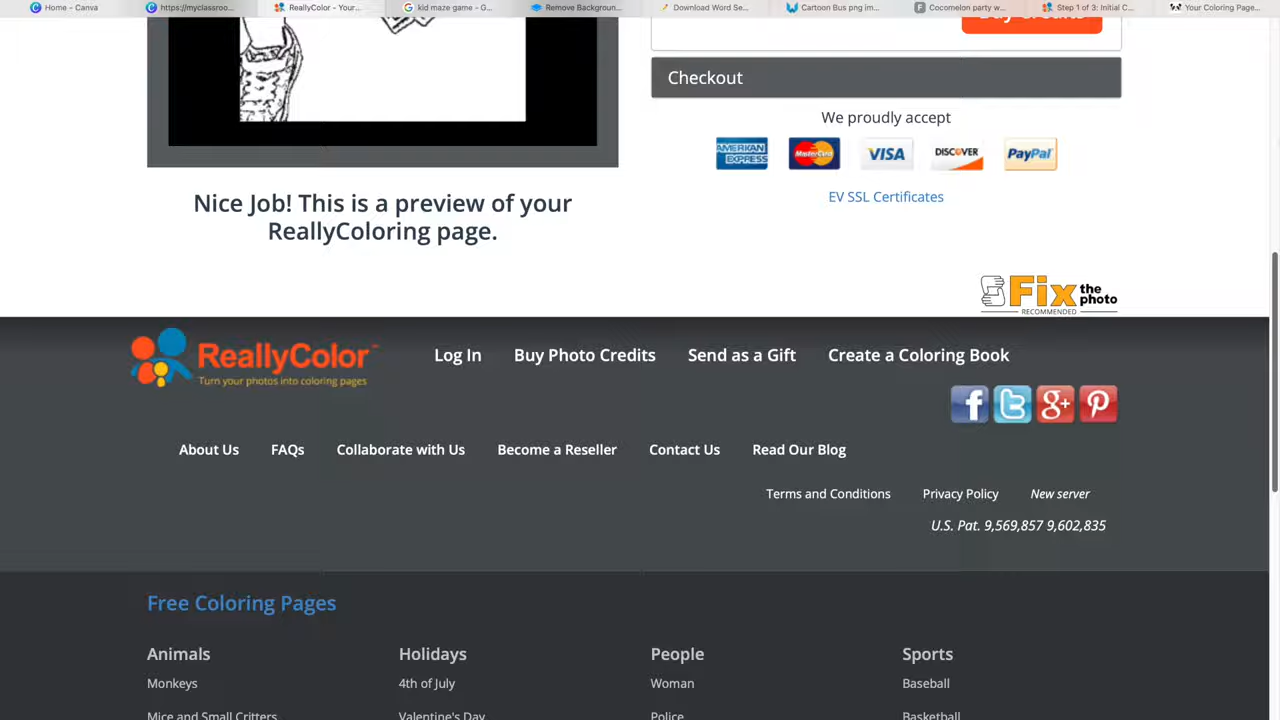 Home - Canva
https://myclassroo...
ReallyColor - Your...
kid maze game - G...
Remove Backgroun...
Download Word Se...
Cartoon Bus png im...
Cocomelon party w...
Step 1 of 3: Initial C...
Your Coloring Page...
Checkout
We proudly accept
AMERICAN EXPRESS
MasterCard
VISA
DISCOVER
PayPal
EV SSL Certificates
Nice Job! This is a preview of your
ReallyColoring page.
Fix the photo
RECOMMENDED
ReallyColor
Turn your photos into coloring pages
Log In
Buy Photo Credits
Send as a Gift
Create a Coloring Book
About Us
FAQs
Collaborate with Us
Become a Reseller
Contact Us
Read Our Blog
Terms and Conditions
Privacy Policy
New server
U.S. Pat. 9,569,857 9,602,835
Free Coloring Pages
Animals
Holidays
People
Sports
Monkeys
4th of July
Woman
Baseball
Mice and Small Critters
Valentine's Day
Police
Basketball